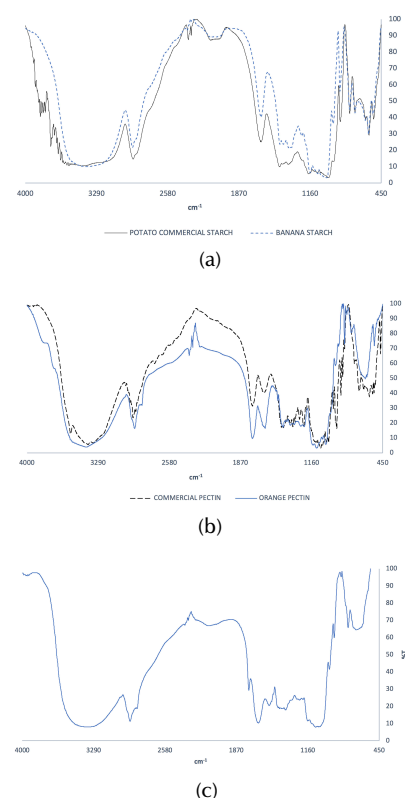 100
90
80
70
60
50
40
30
20
10
0
4000 3290 2580 1870 1160 450
cm-1
POTATO COMMERCIAL STARCH BANANA STARCH
(a)
100
90
80
70
60
50
40
30
20
10
0
4000 3290 2580 1870 1160 450
cm-1
COMMERCIAL PECTIN ORANGE PECTIN
(b)
100
90
80
70
60
50
40
30
20
10
0
%T
4000 3290 2580 1870 1160 450
cm-1
(c)